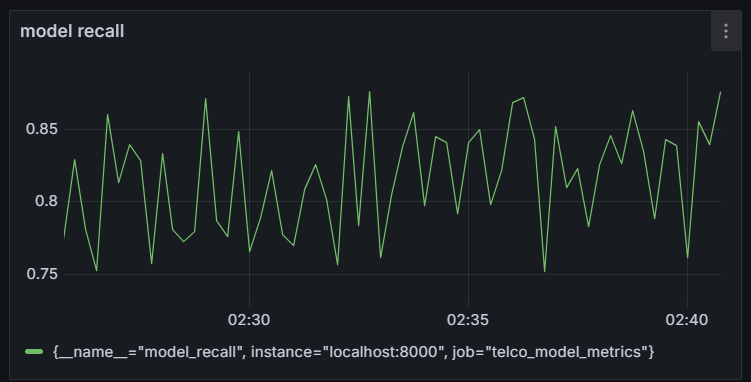 model recall
0.85
0.8
0.75
02:30 02:35 02:40
{__name__="model_recall", instance="localhost:8000", job="telco_model_metrics"}